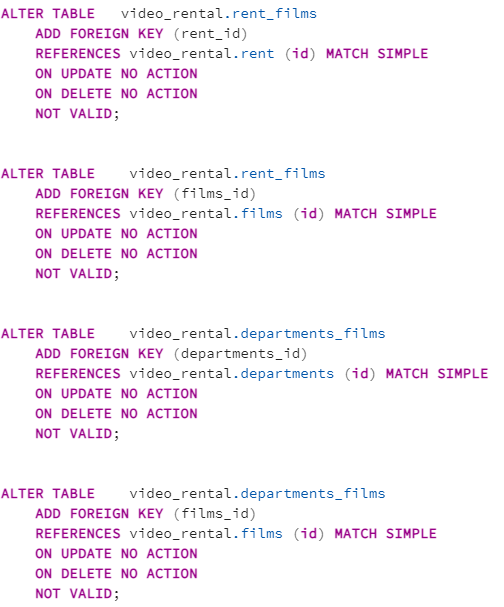 ALTER TABLE video_rental.rent_films
ADD FOREIGN KEY (rent_id)
REFERENCES video_rental.rent (id) MATCH SIMPLE
ON UPDATE NO ACTION
ON DELETE NO ACTION
NOT VALID;
ALTER TABLE video_rental.rent_films
ADD FOREIGN KEY (films_id)
REFERENCES video_rental.films (id) MATCH SIMPLE
ON UPDATE NO ACTION
ON DELETE NO ACTION
NOT VALID;
ALTER TABLE video_rental.departments_films
ADD FOREIGN KEY (departments_id)
REFERENCES video_rental.departments (id) MATCH SIMPLE
ON UPDATE NO ACTION
ON DELETE NO ACTION
NOT VALID;
ALTER TABLE video_rental.departments_films
ADD FOREIGN KEY (films_id)
REFERENCES video_rental.films (id) MATCH SIMPLE
ON UPDATE NO ACTION
ON DELETE NO ACTION
NOT VALID;